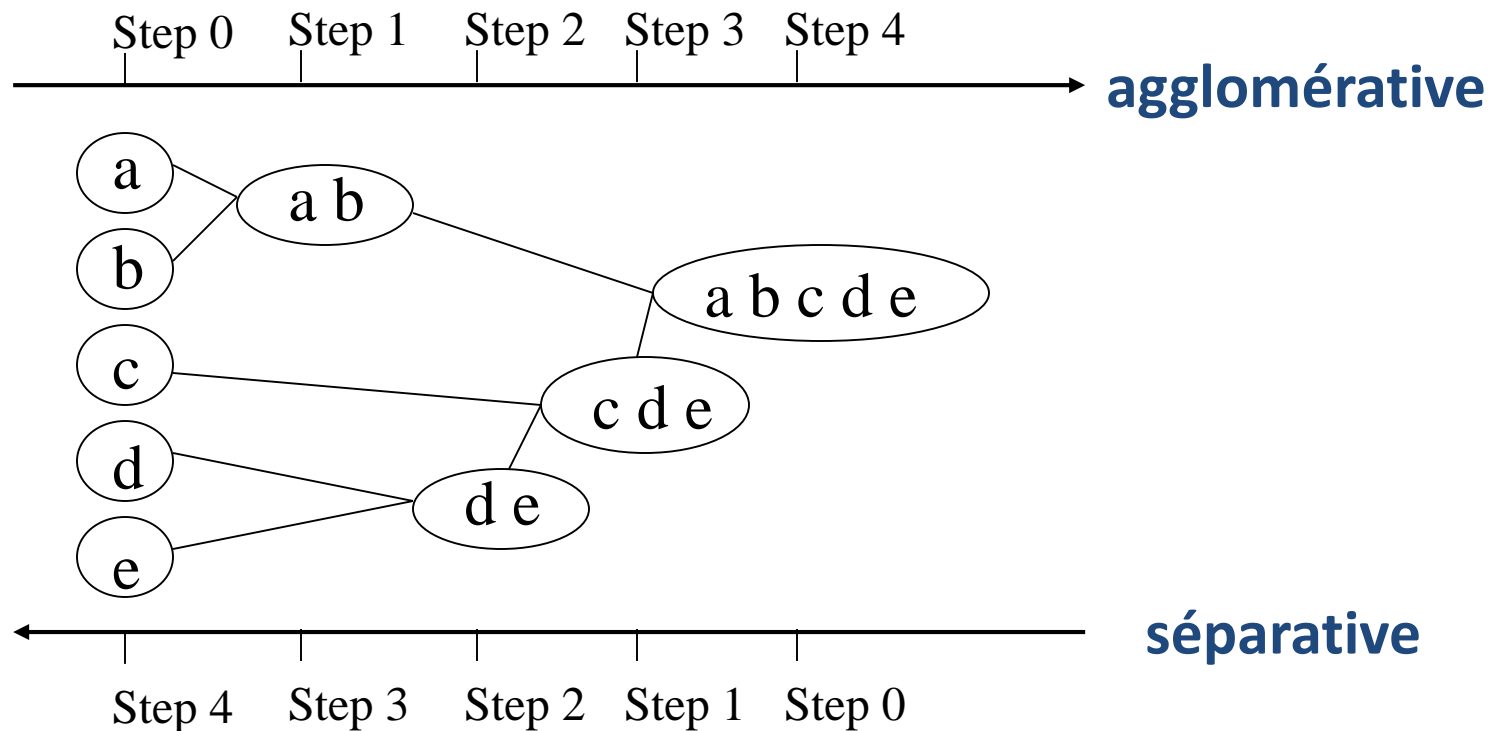 Step 0 Step 1 Step 2 Step 3 Step 4
agglomérative
a
a b
b
a b c d e
c
c d e
d
d e
e
séparative
Step 4 Step 3 Step 2 Step 1 Step 0